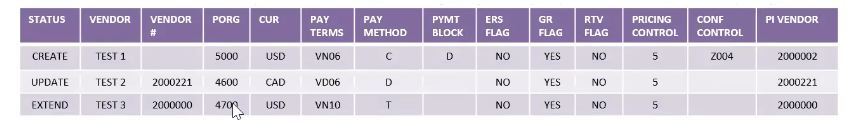 STATUS VENDOR VENDOR # PORG CUR PAY TERMS PAY METHOD PYMT BLOCK ERS FLAG GR FLAG RTV FLAG PRICING CONTROL CONF CONTROL PI VENDOR
CREATE TEST 1 5000 USD VN06 C D NO YES NO 5 Z004 2000002
UPDATE TEST 2 2000221 4600 CAD VD06 D NO YES NO 5 2000221
EXTEND TEST 3 2000000 4700 USD VN10 T NO YES NO 5 2000000